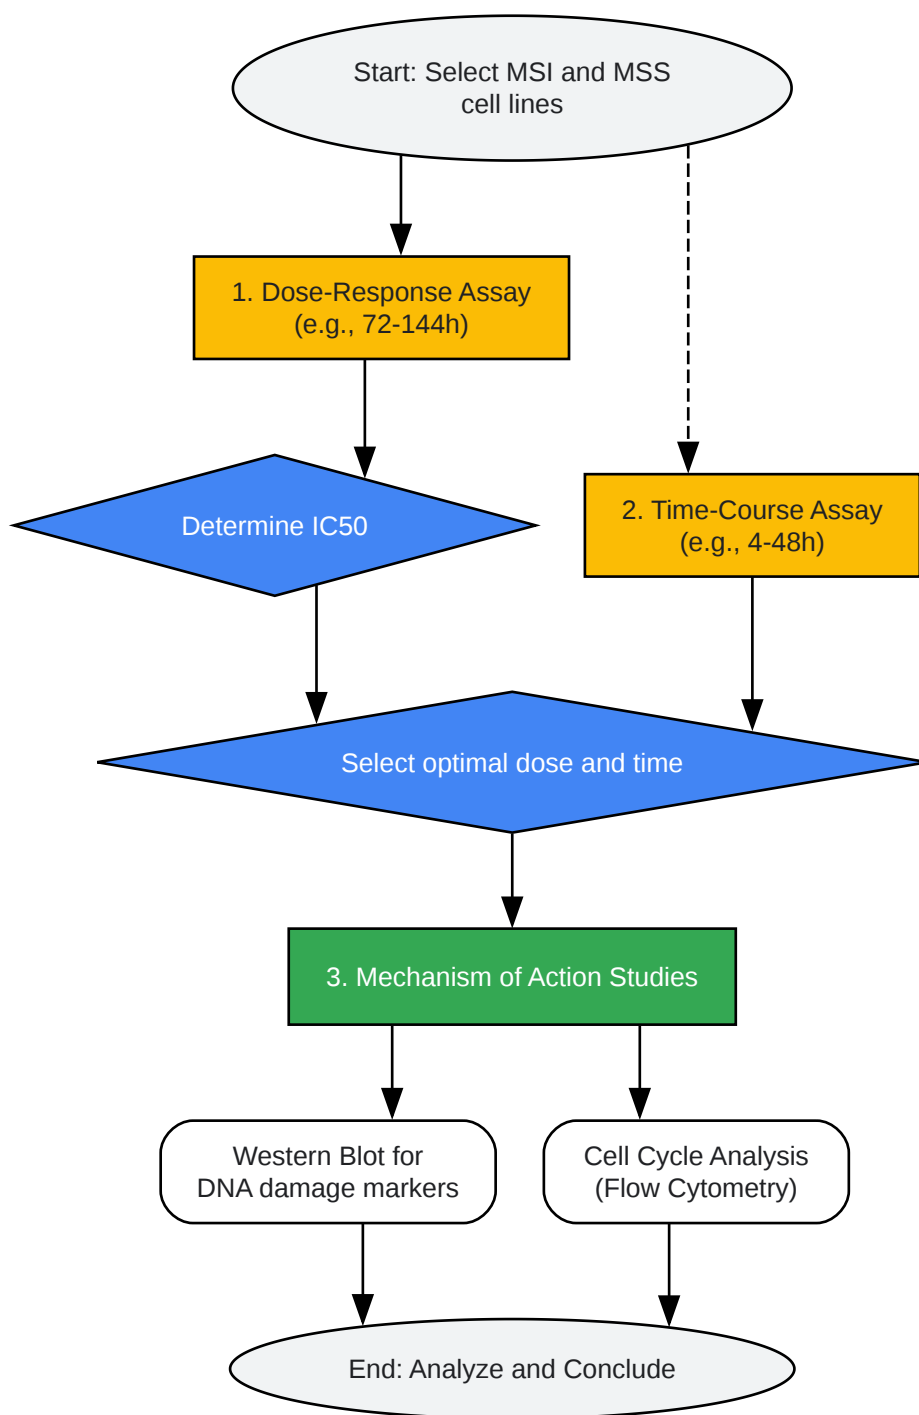 Start: Select MSI and MSS
cell lines
1. Dose-Response Assay
(e.g., 72-144h)
Determine IC50
2. Time-Course Assay
(e.g., 4-48h)
Select optimal dose and time
3. Mechanism of Action Studies
Western Blot for
DNA damage markers
Cell Cycle Analysis
(Flow Cytometry)
End: Analyze and Conclude